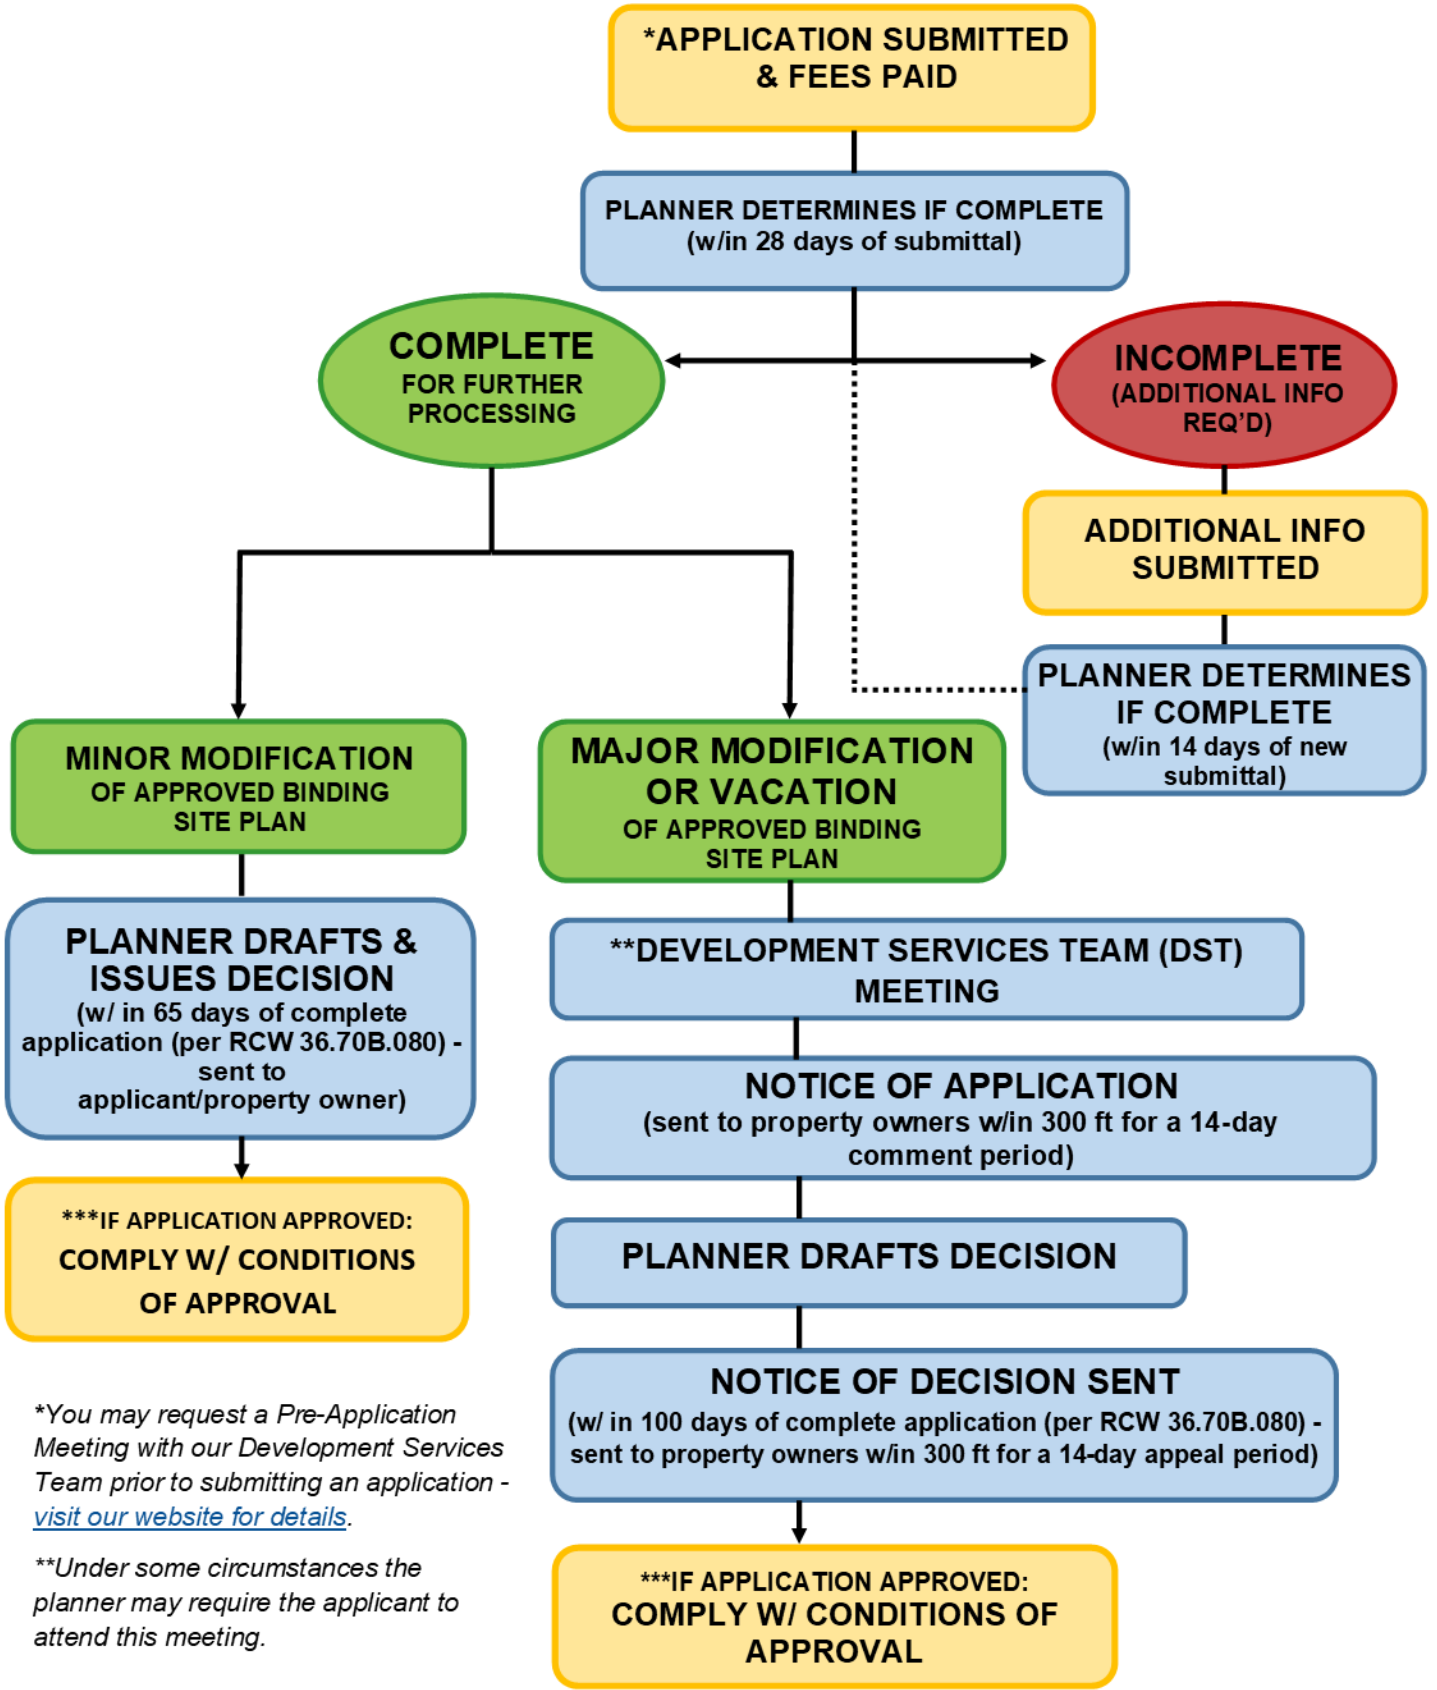 *APPLICATION SUBMITTED
& FEES PAID
PLANNER DETERMINES IF COMPLETE
(w/in 28 days of submittal)
COMPLETE
FOR FURTHER
PROCESSING
INCOMPLETE
(ADDITIONAL INFO
REQ’D)
ADDITIONAL INFO
SUBMITTED
PLANNER DETERMINES
IF COMPLETE
(w/in 14 days of new
submittal)
MINOR MODIFICATION
OF APPROVED BINDING
SITE PLAN
MAJOR MODIFICATION
OR VACATION
OF APPROVED BINDING
SITE PLAN
PLANNER DRAFTS &
ISSUES DECISION
(w/ in 65 days of complete
application (per RCW 36.70B.080) -
sent to
applicant/property owner)
***IF APPLICATION APPROVED:
COMPLY W/ CONDITIONS
OF APPROVAL
**DEVELOPMENT SERVICES TEAM (DST)
MEETING
NOTICE OF APPLICATION
(sent to property owners w/in 300 ft for a 14-day
comment period)
PLANNER DRAFTS DECISION
NOTICE OF DECISION SENT
(w/ in 100 days of complete application (per RCW 36.70B.080) -
sent to property owners w/in 300 ft for a 14-day appeal period)
***IF APPLICATION APPROVED:
COMPLY W/ CONDITIONS OF
APPROVAL
*You may request a Pre-Application
Meeting with our Development Services
Team prior to submitting an application -
visit our website for details.
**Under some circumstances the
planner may require the applicant to
attend this meeting.